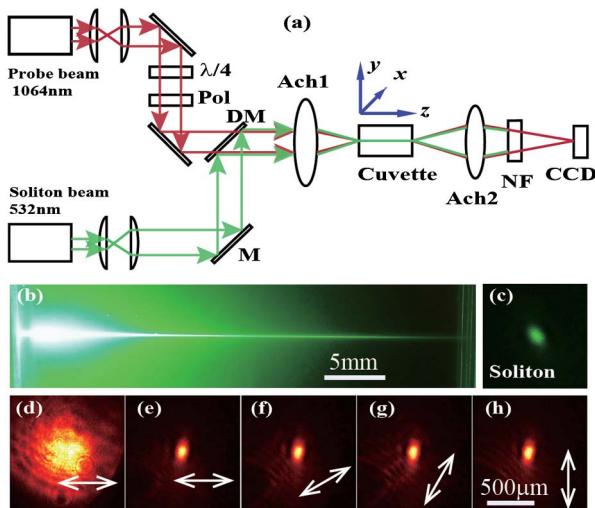 (a)
Probe beam
1064nm
λ/4
Pol
DM
Ach1
y
x
z
Cuvette
Ach2
NF
CCD
Soliton beam
532nm
M
(b)
5mm
(c)
Soliton
(d)
(e)
(f)
(g)
(h)
500μm